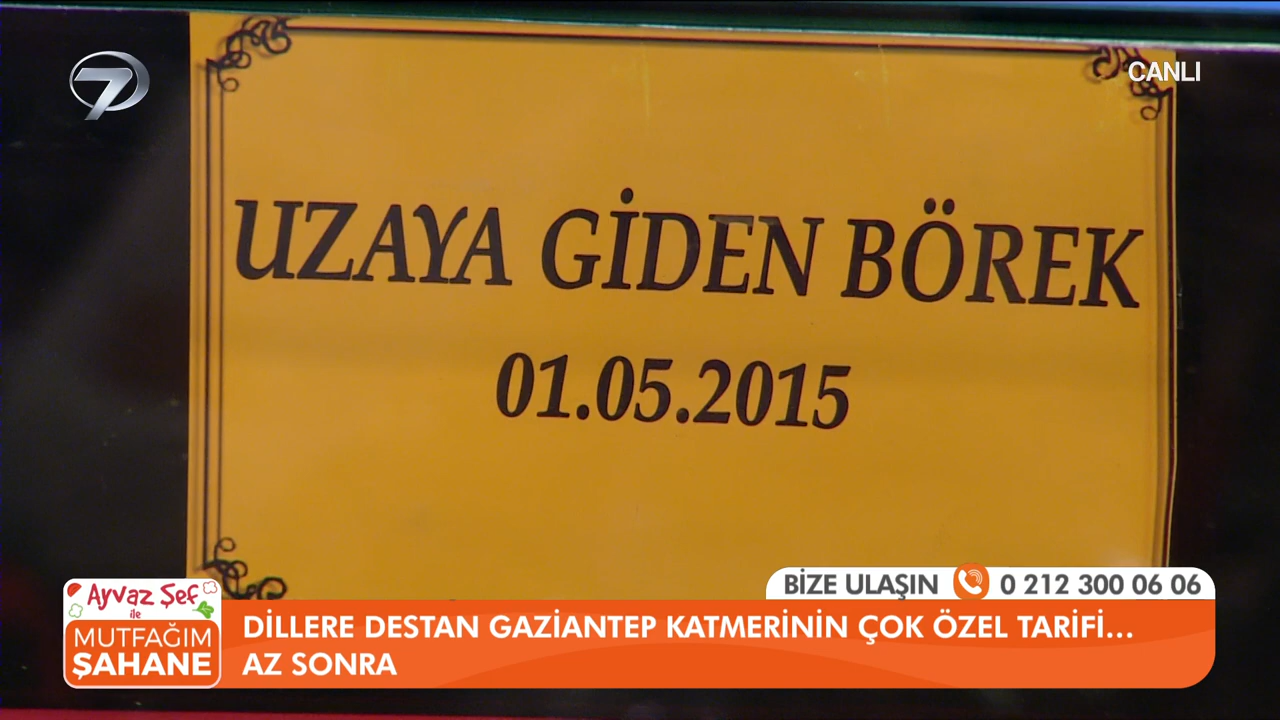 7
CANLI
UZAYA GİDEN BÖREK
01.05.2015
BİZE ULAŞIN 0 212 300 06 06
Ayvaz Şef
ile
MUTFAĞIM
ŞAHANE
DİLLERE DESTAN GAZİANTEP KATMERİNİN ÇOK ÖZEL TARİFİ...
AZ SONRA